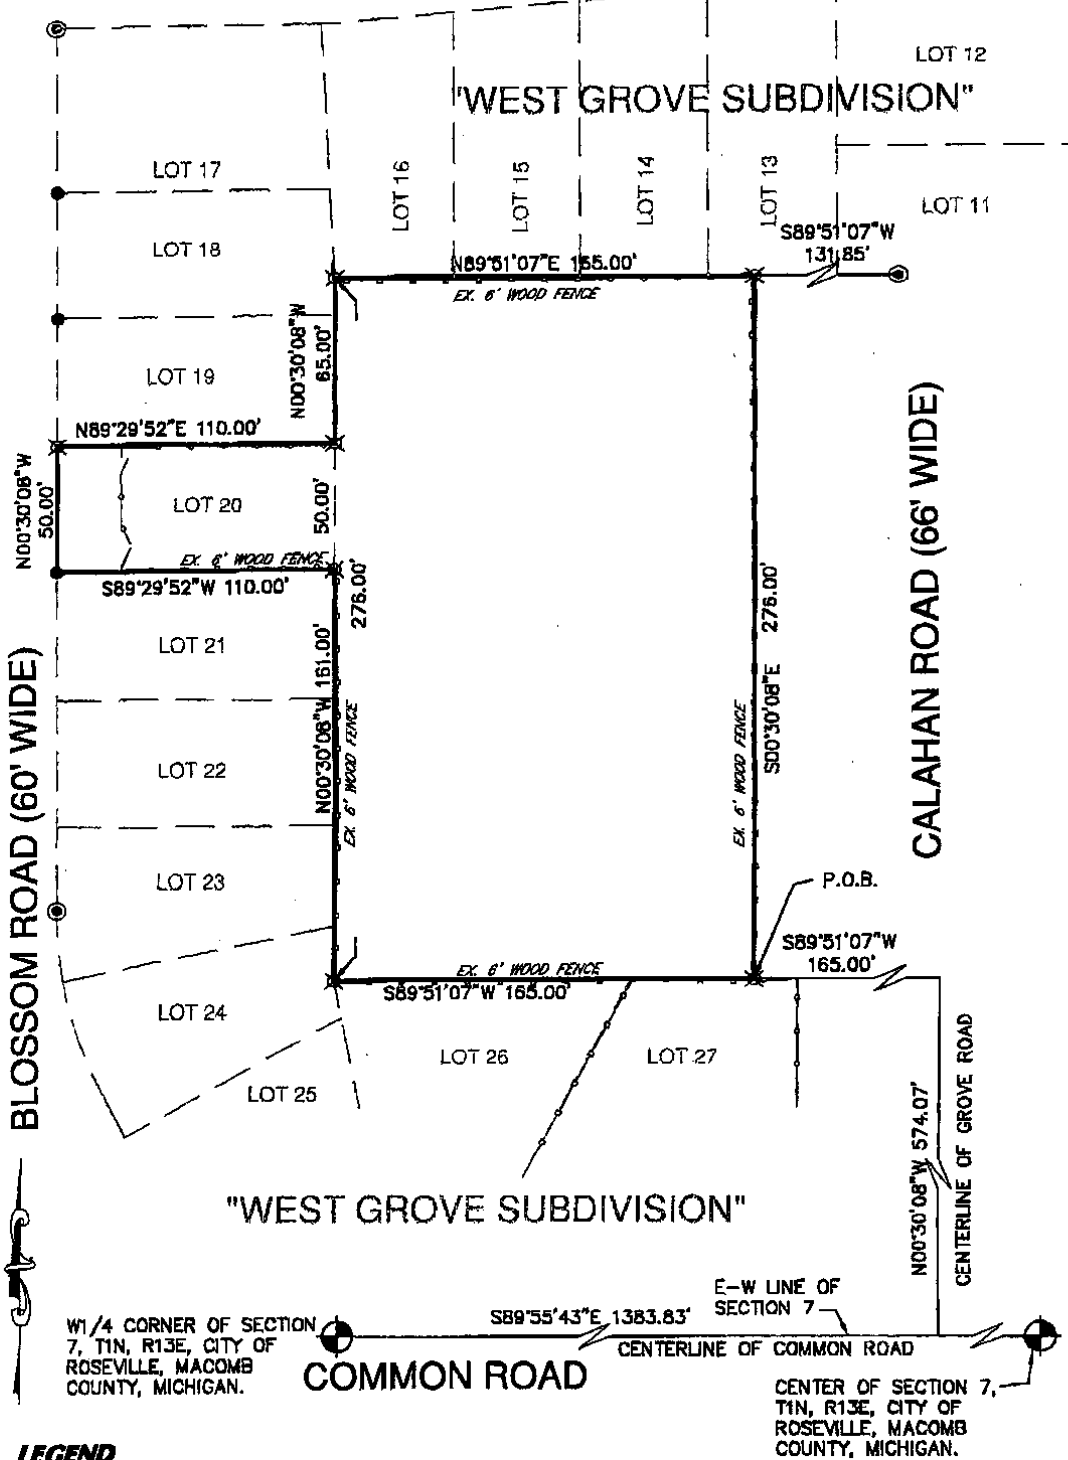 LOT 12
"WEST GROVE SUBDIVISION"
LOT 17
LOT 16
LOT 15
LOT 14
LOT 13
LOT 11
S89°51'07"W
131.85'
LOT 18
N89°51'07"E 165.00'
EX. 6' WOOD FENCE
N00°30'08"W
65.00'
LOT 19
N89°29'52"E 110.00'
N00°30'08"W
50.00'
LOT 20
50.00'
EX. 6' WOOD FENCE
S89°29'52"W 110.00'
276.00'
276.00'
CALAHAN ROAD (66' WIDE)
LOT 21
N00°30'08"W 161.00'
EX. 6' WOOD FENCE
S00°30'08"E
EX. 6' WOOD FENCE
BLOSSOM ROAD (60' WIDE)
LOT 22
LOT 23
P.O.B.
S89°51'07"W
165.00'
EX. 6' WOOD FENCE
S89°51'07"W 165.00'
LOT 24
LOT 26
LOT 27
LOT 25
N00°30'08"W 574.07'
CENTERLINE OF GROVE ROAD
"WEST GROVE SUBDIVISION"
E-W LINE OF
SECTION 7
S89°55'43"E 1383.83'
CENTERLINE OF COMMON ROAD
W1/4 CORNER OF SECTION
7, T1N, R13E, CITY OF
ROSEVILLE, MACOMB
COUNTY, MICHIGAN.
COMMON ROAD
CENTER OF SECTION 7,
T1N, R13E, CITY OF
ROSEVILLE, MACOMB
COUNTY, MICHIGAN.
LEGEND